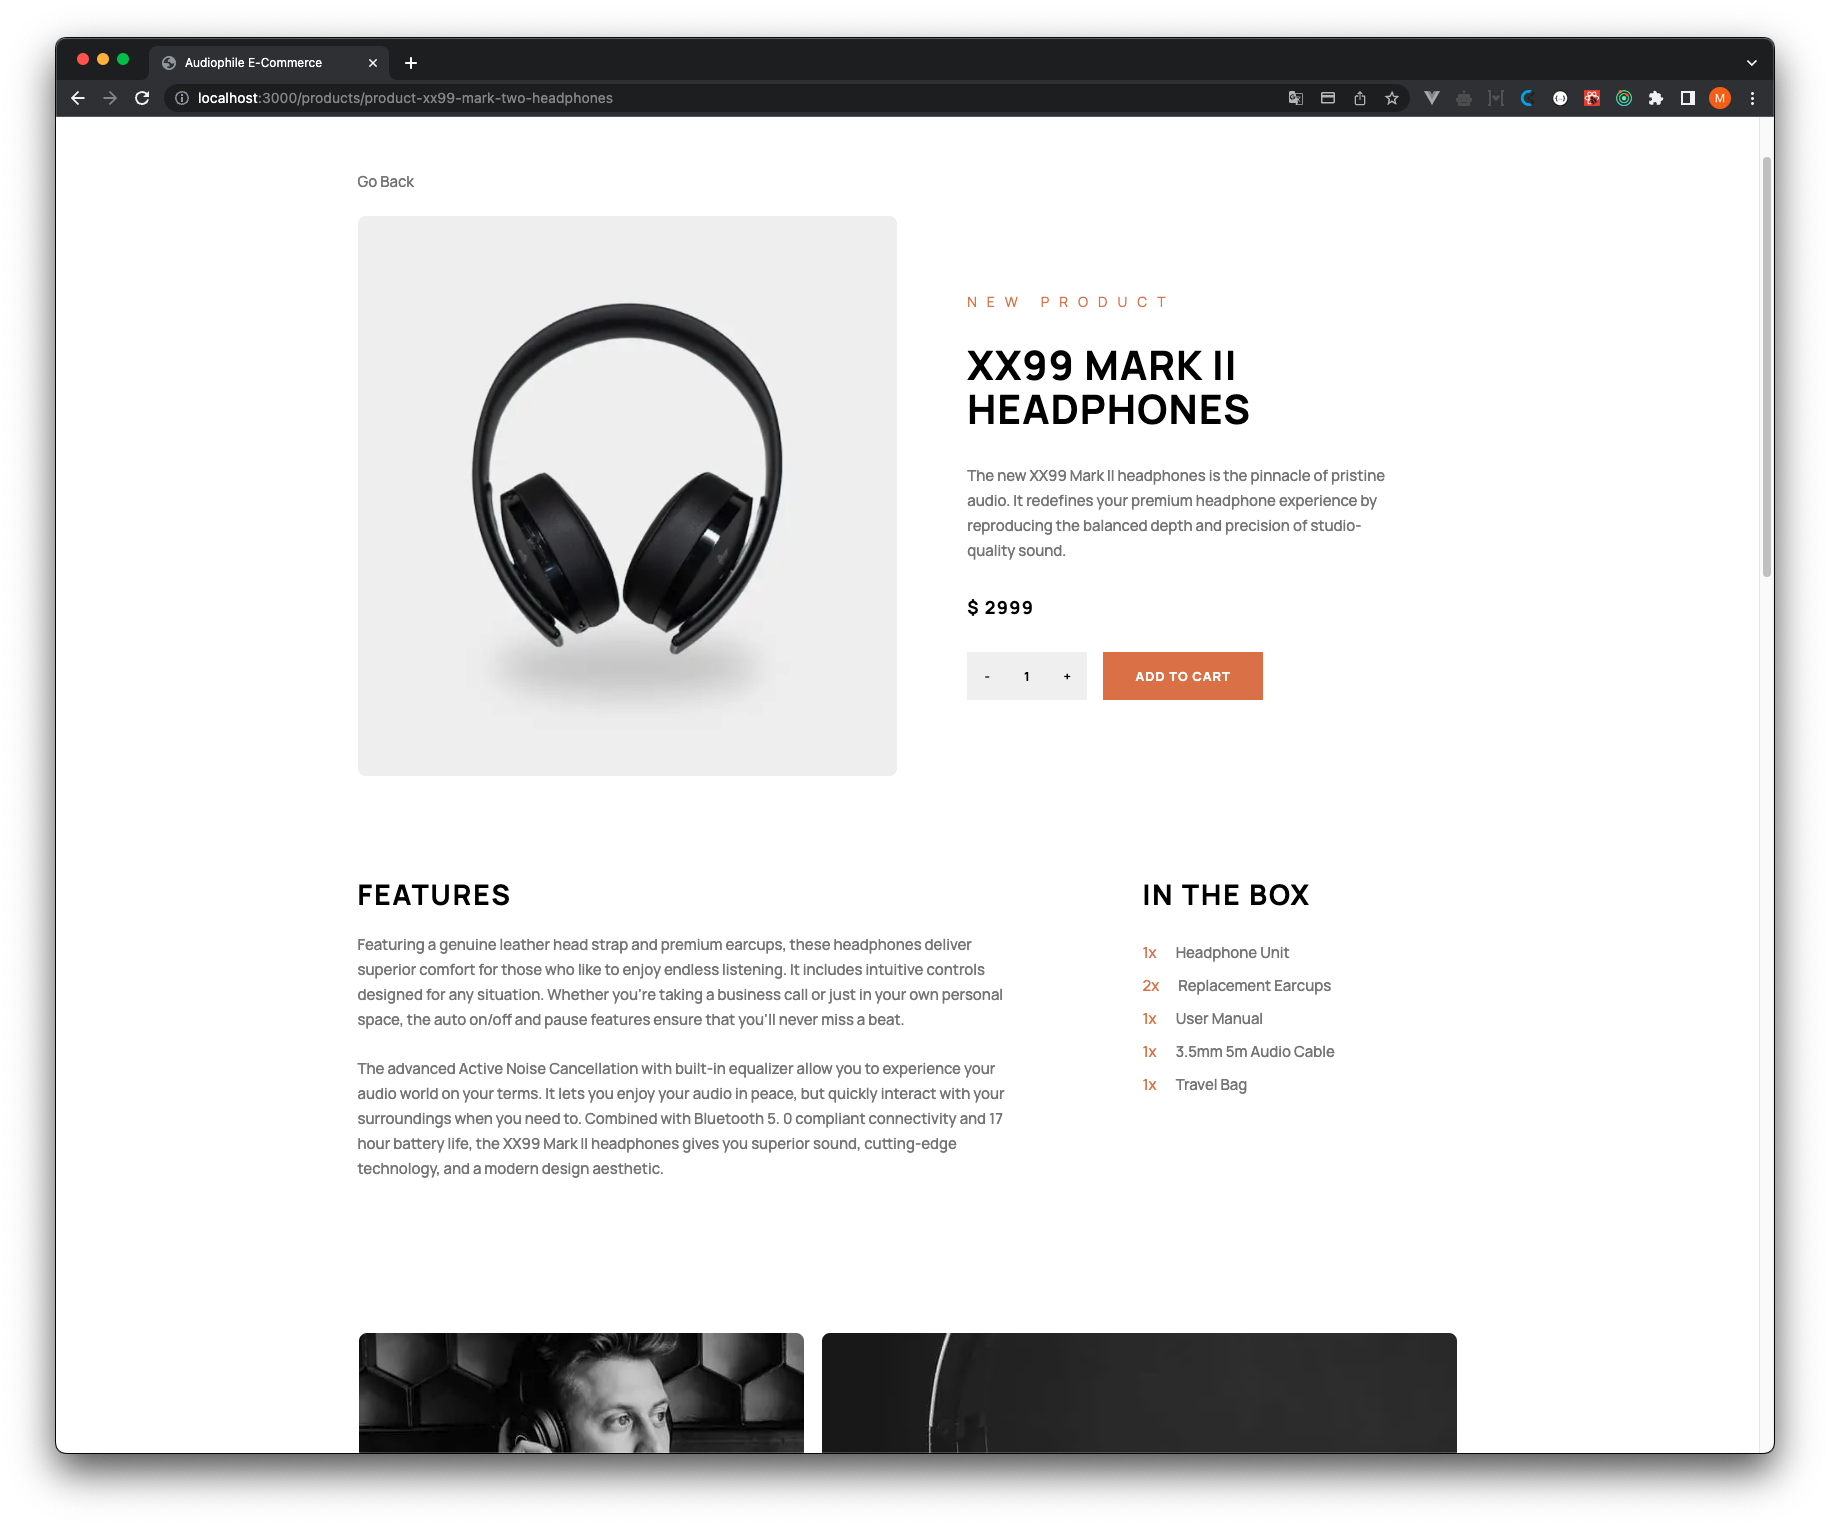 Audiophile E-Commerce
localhost:3000/products/product-xx99-mark-two-headphones
M
Go Back
NEW PRODUCT
XX99 MARK II
HEADPHONES
The new XX99 Mark II headphones is the pinnacle of pristine
audio. It redefines your premium headphone experience by
reproducing the balanced depth and precision of studio-
quality sound.
$ 2999
- 1 +
ADD TO CART
FEATURES
Featuring a genuine leather head strap and premium earcups, these headphones deliver
superior comfort for those who like to enjoy endless listening. It includes intuitive controls
designed for any situation. Whether you're taking a business call or just in your own personal
space, the auto on/off and pause features ensure that you'll never miss a beat.
The advanced Active Noise Cancellation with built-in equalizer allow you to experience your
audio world on your terms. It lets you enjoy your audio in peace, but quickly interact with your
surroundings when you need to. Combined with Bluetooth 5. 0 compliant connectivity and 17
hour battery life, the XX99 Mark II headphones gives you superior sound, cutting-edge
technology, and a modern design aesthetic.
IN THE BOX
1x Headphone Unit
2x Replacement Earcups
1x User Manual
1x 3.5mm 5m Audio Cable
1x Travel Bag